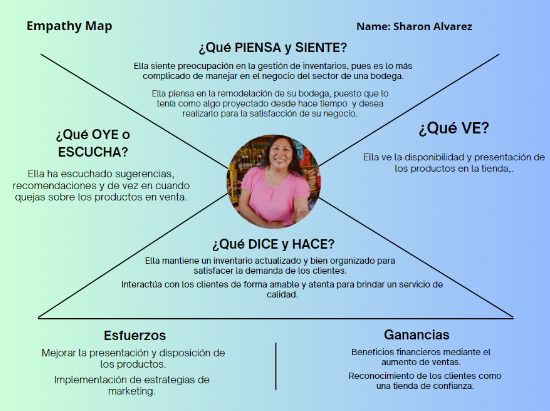 Empathy Map
Name: Sharon Alvarez
¿Qué PIENSA y SIENTE?
Ella siente preocupación en la gestión de inventarios, pues es lo más
complicado de manejar en el negocio del sector de una bodega.
Ella piensa en la remodelación de su bodega, puesto que lo
tenía como algo proyectado desde hace tiempo y desea
realizarlo para la satisfacción de su negocio.
¿Qué OYE o
ESCUCHA?
Ella ha escuchado sugerencias,
recomendaciones y de vez en cuando
quejas sobre los productos en venta.
¿Qué VE?
Ella ve la disponibilidad y presentación de
los productos en la tienda,.
¿Qué DICE y HACE?
Ella mantiene un inventario actualizado y bien organizado para
satisfacer la demanda de los clientes.
Interactúa con los clientes de forma amable y atenta para brindar un servicio de
calidad.
Esfuerzos
Mejorar la presentación y disposición de
los productos.
Implementación de estrategias de
marketing.
Ganancias
Beneficios financieros mediante el
aumento de ventas.
Reconocimiento de los clientes como
una tienda de confianza.